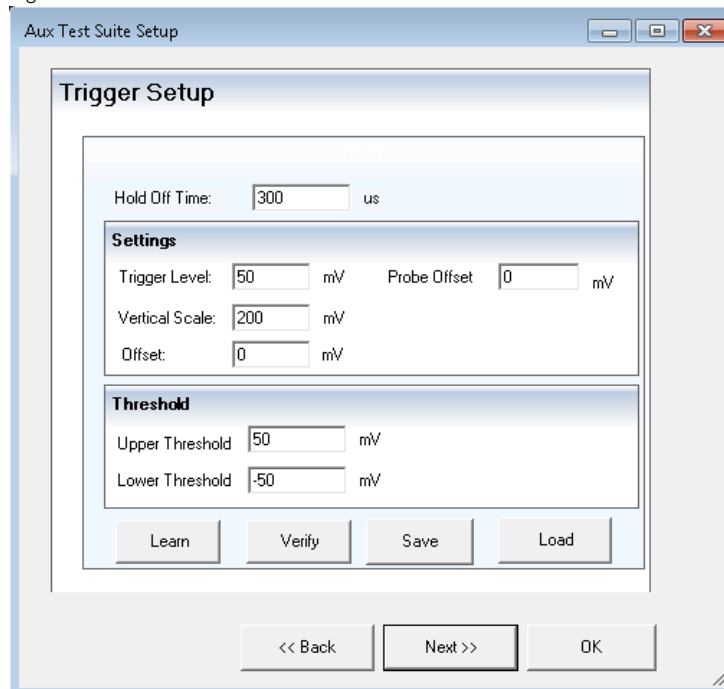 Aux Test Suite Setup
Trigger Setup
Hold Off Time: 300 us
Settings
Trigger Level: 50 mV Probe Offset 0 mV
Vertical Scale: 200 mV
Offset: 0 mV
Threshold
Upper Threshold 50 mV
Lower Threshold -50 mV
Learn Verify Save Load
<< Back Next >> OK